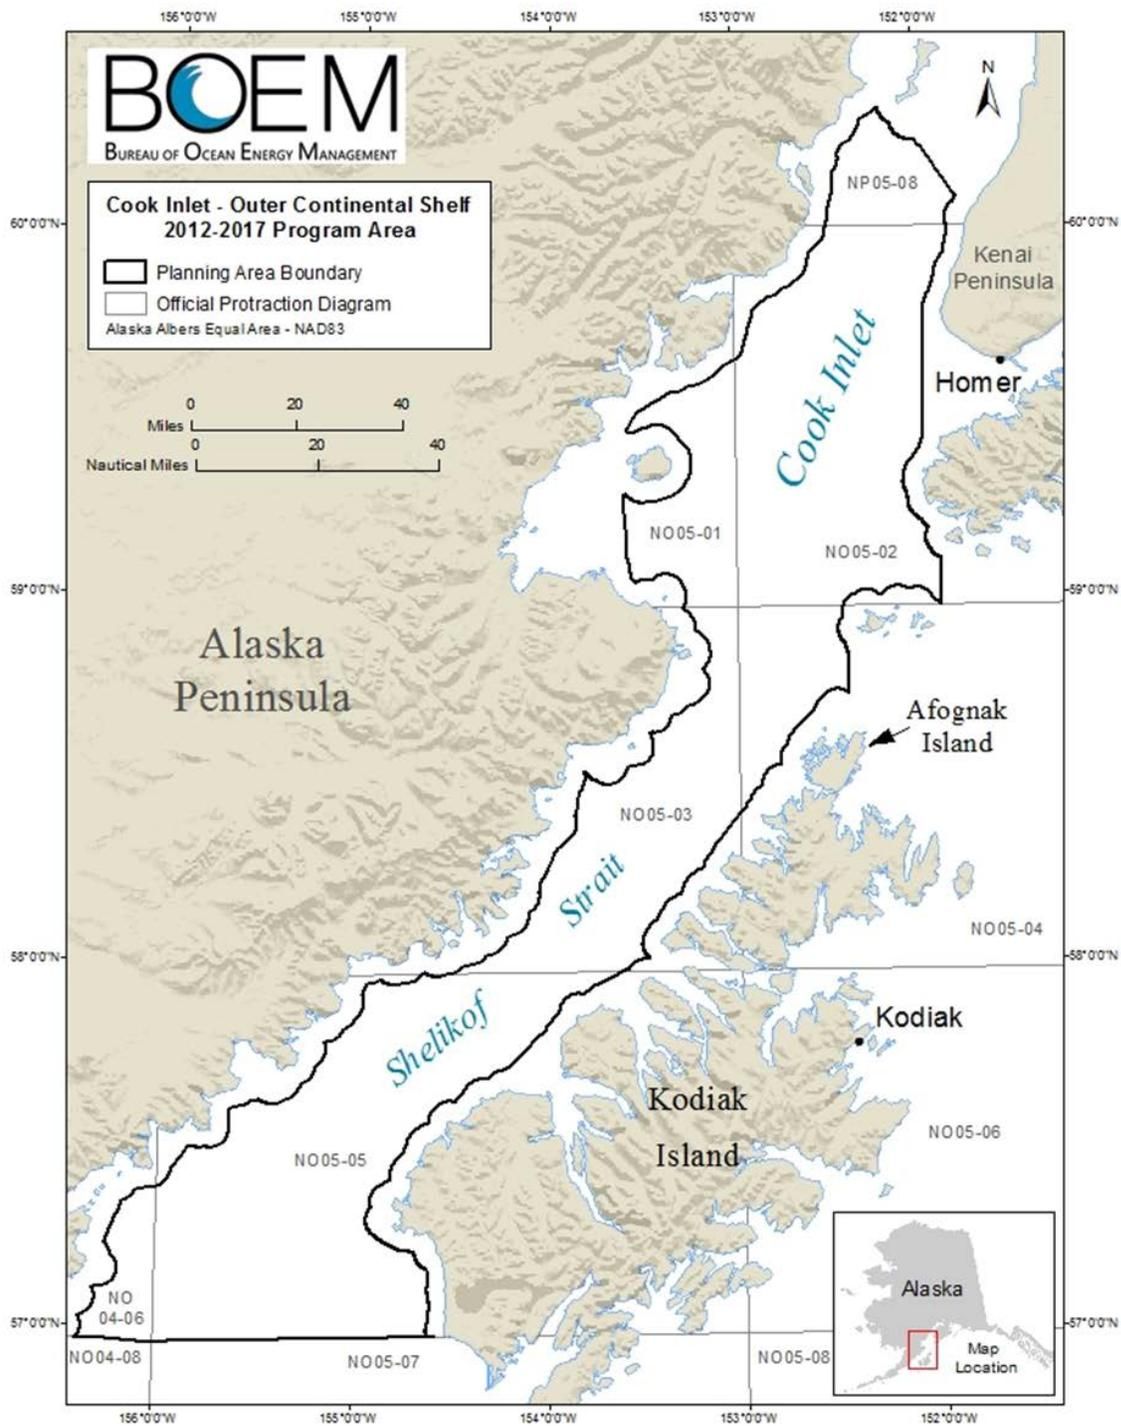 156°0'0"W 155°0'0"W 154°0'0"W 153°0'0"W 152°0'0"W
BOEM
BUREAU OF OCEAN ENERGY MANAGEMENT
N
NP05-08
Cook Inlet - Outer Continental Shelf
2012-2017 Program Area
Planning Area Boundary
Official Protraction Diagram
Alaska Albers Equal Area - NAD83
60°0'0"N
60°0'0"N
Kenai
Peninsula
Cook Inlet
Homer
0 20 40
Miles
0 20 40
Nautical Miles
NO05-01
NO05-02
59°0'0"N
59°0'0"N
Alaska
Peninsula
Afognak
Island
NO05-03
Strait
NO05-04
58°0'0"N
58°0'0"N
Shelikof
Kodiak
Kodiak
Island
NO05-05
NO05-06
Alaska
Map
Location
NO
04-06
57°0'0"N
57°0'0"N
NO04-08
NO05-07
NO05-08
156°0'0"W 155°0'0"W 154°0'0"W 153°0'0"W 152°0'0"W